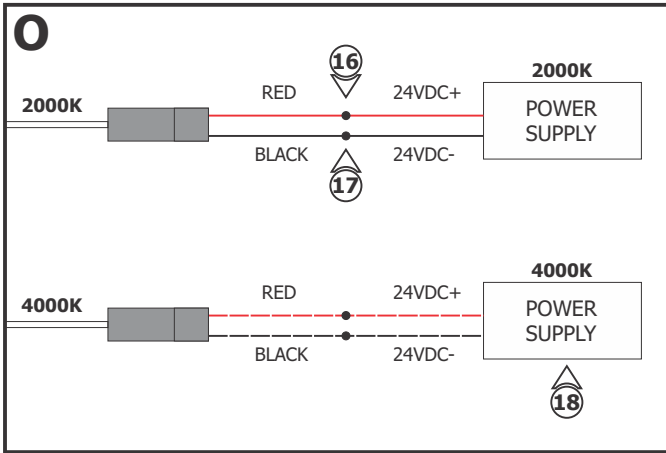 O
16
2000K
RED 24VDC+
2000K
POWER
SUPPLY
BLACK 24VDC-
17
4000K
RED 24VDC+
4000K
POWER
SUPPLY
BLACK 24VDC-
18